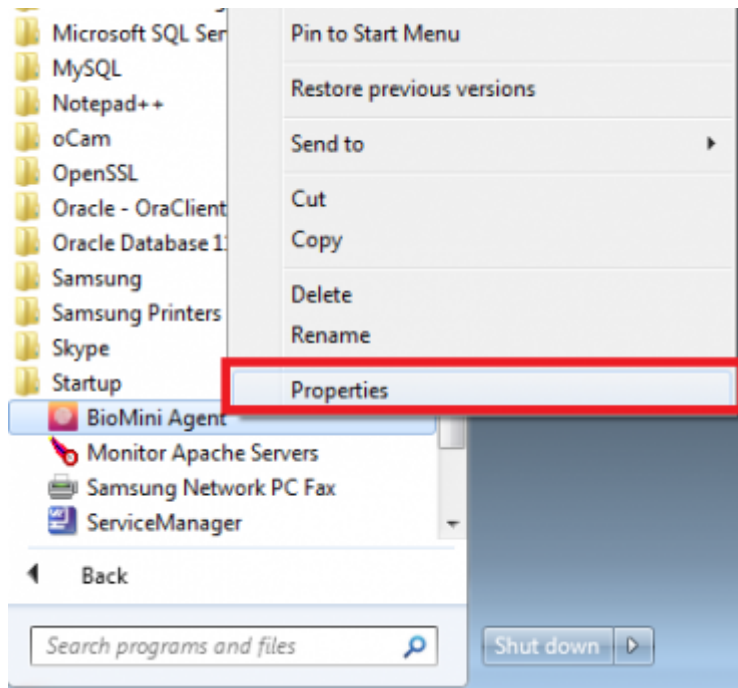 Microsoft SQL Ser
MySQL
Notepad++
oCam
OpenSSL
Oracle - OraClient
Oracle Database 1
Samsung
Samsung Printers
Skype
Startup
BioMini Agent
Monitor Apache Servers
Samsung Network PC Fax
ServiceManager
Back
Search programs and files
Shut down
Pin to Start Menu
Restore previous versions
Send to
Cut
Copy
Delete
Rename
Properties